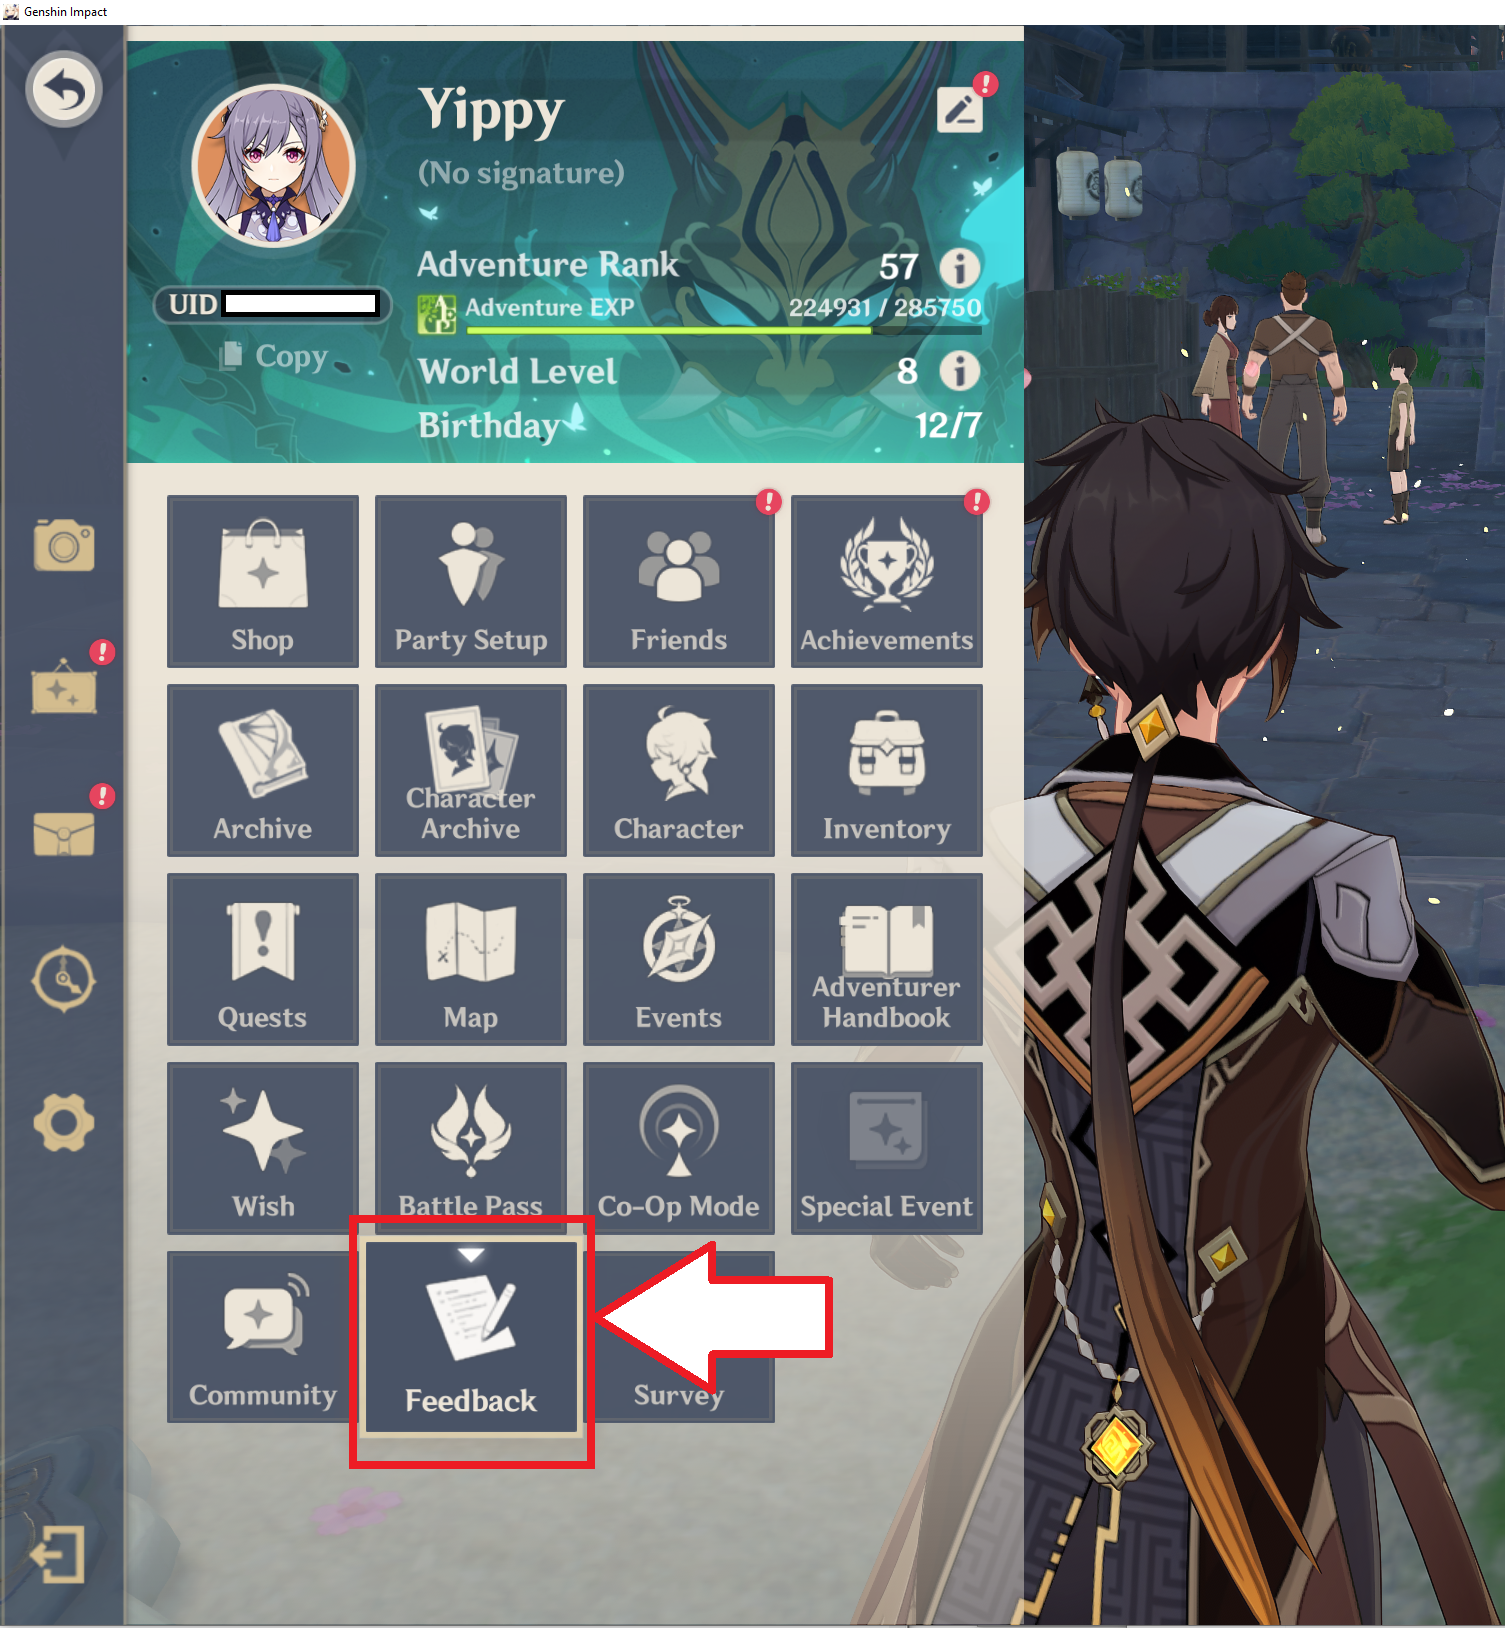 Genshin Impact
Yippy
(No signature)
Adventure Rank 57
Adventure EXP 224931 / 285750
UID
Copy
World Level 8
Birthday 12/7
Shop
Party Setup
Friends
Achievements
Archive
Character Archive
Character
Inventory
Quests
Map
Events
Adventurer Handbook
Wish
Battle Pass
Co-Op Mode
Special Event
Community
Feedback
Survey